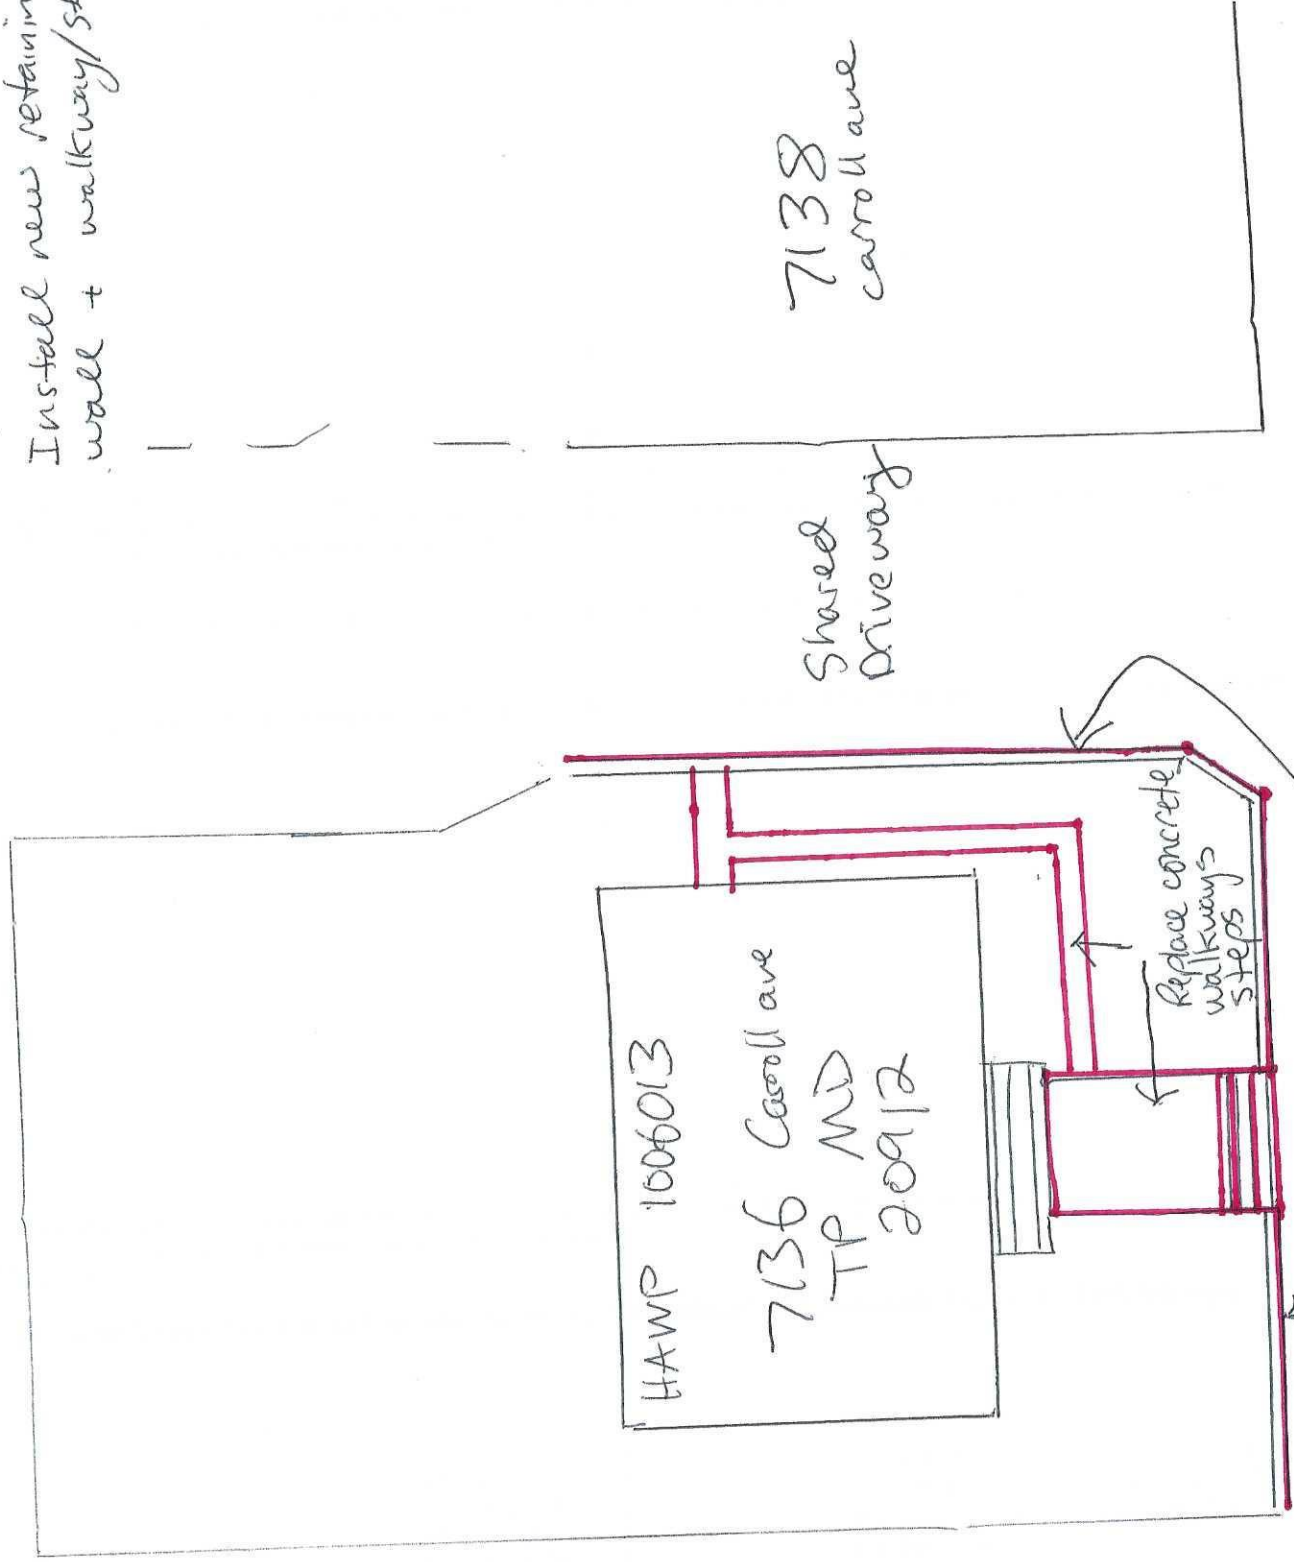 Install new retainin
wall + walkway/st
7138
carroll ave
Shared
Driveway
HAWP 1006013
7136 Carroll ave
TP MD
20912
Replace concrete
walkways
steps